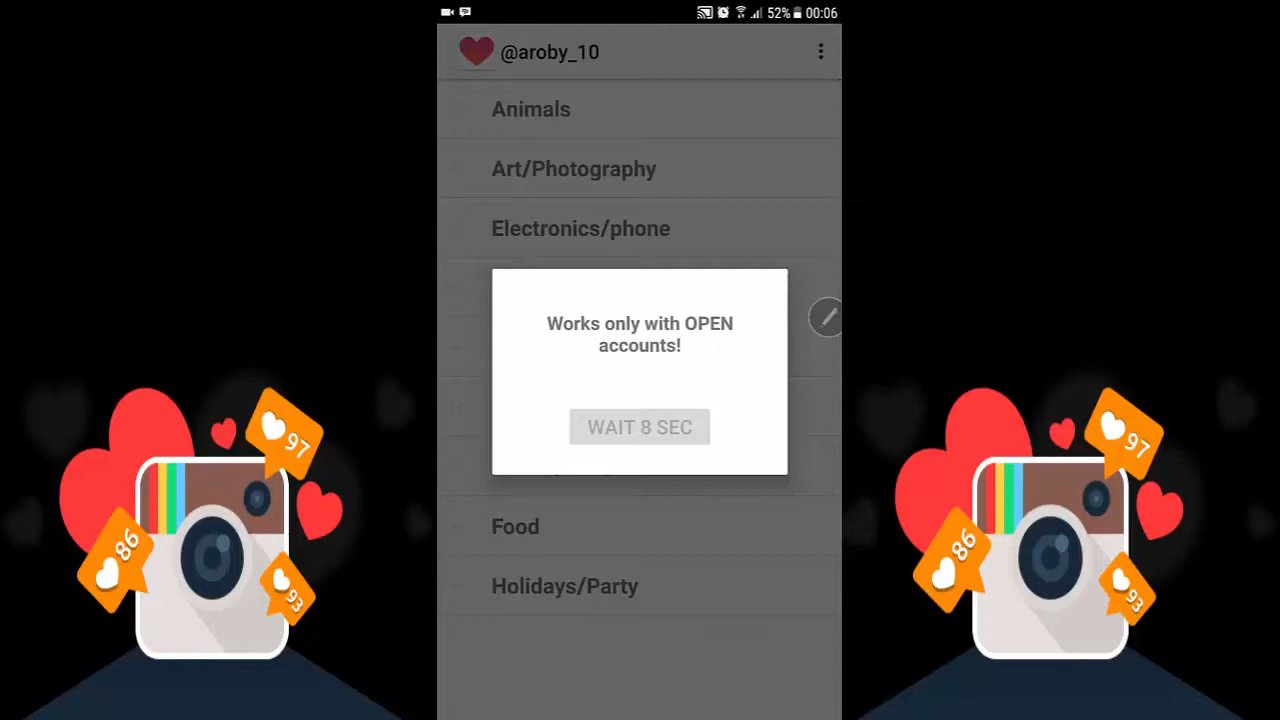 52% 00:06
@aroby_10
Animals
Art/Photography
Electronics/phone
Works only with OPEN
accounts!
WAIT 8 SEC
Food
Holidays/Party
97
86
93
97
86
93